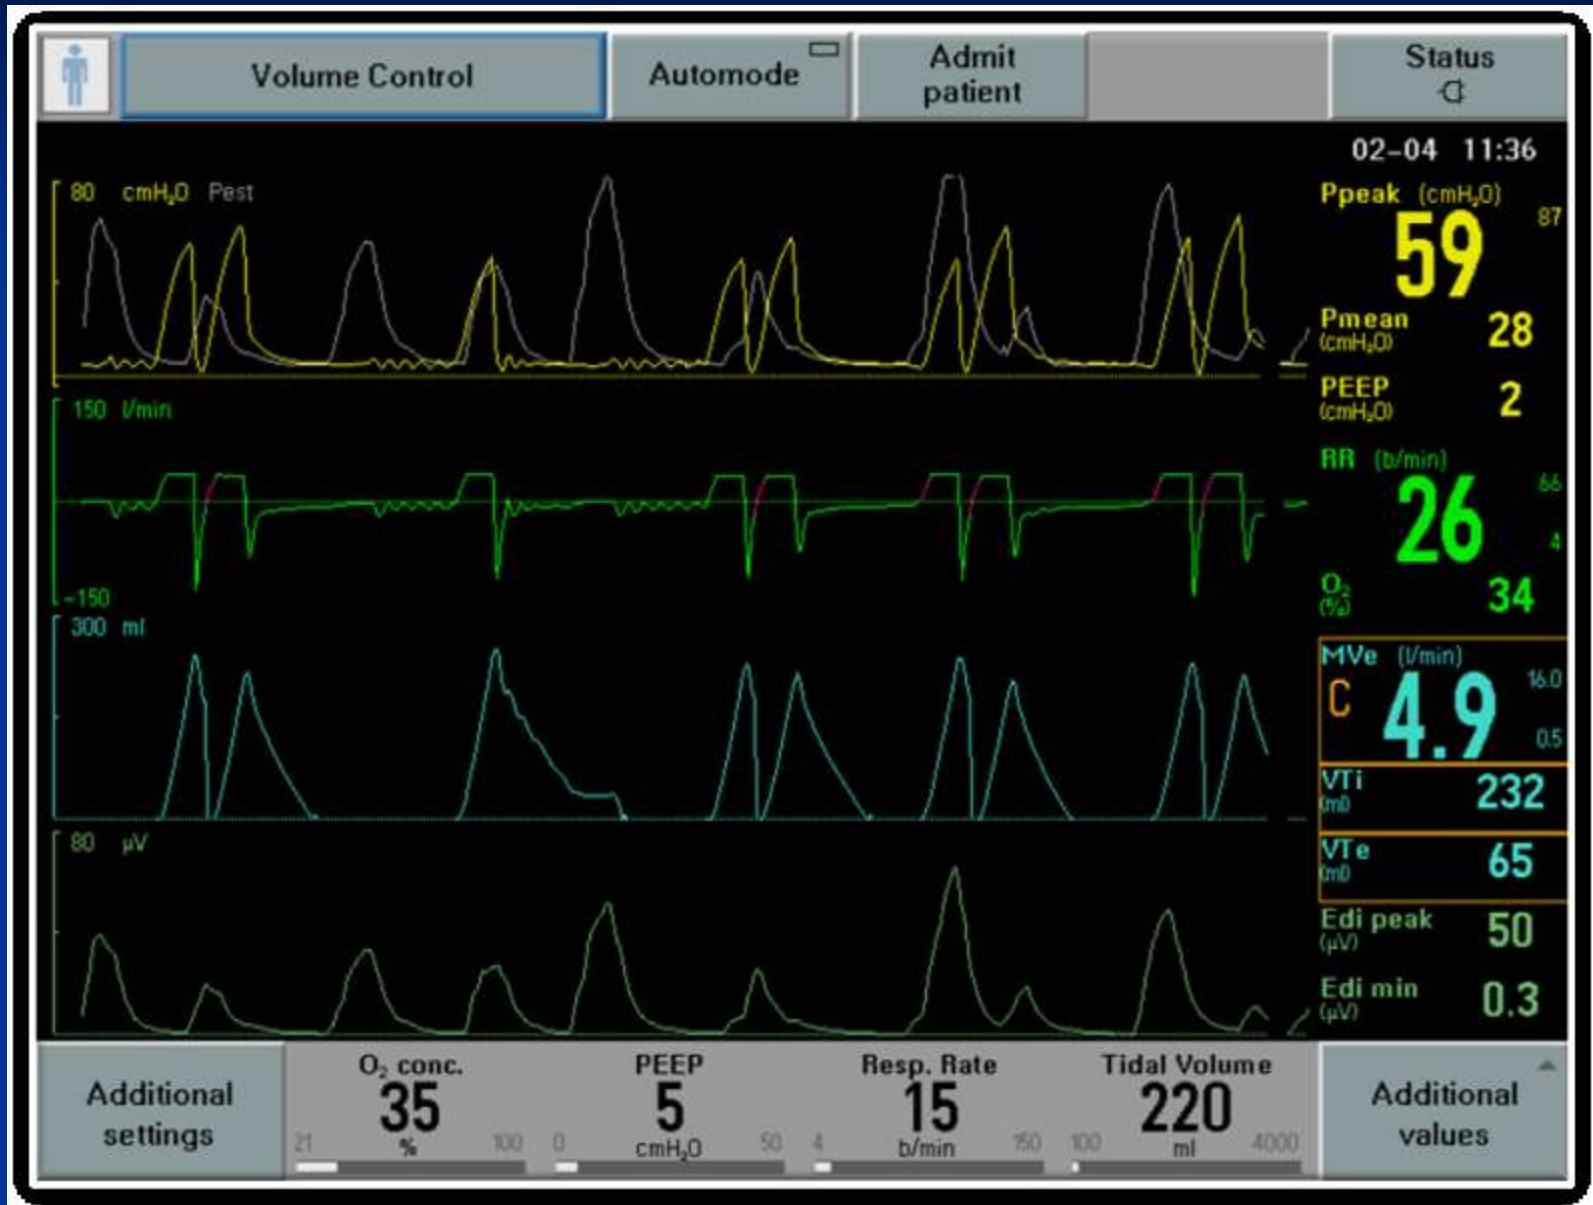 Volume Control
Automode
Admit
patient
Status
02-04 11:36
80 cmH₂O Pest
Ppeak (cmH₂O)
59
87
Pmean
(cmH₂O)
28
PEEP
(cmH₂O)
2
150 l/min
-150
RR (b/min)
26
66
4
O₂
(%)
34
300 ml
MVe (l/min)
C
4.9
16.0
0.5
VTi
(ml)
232
VTe
(ml)
65
80 µV
Edi peak
(µV)
50
Edi min
(µV)
0.3
Additional
settings
O₂ conc.
35
21 % 100
PEEP
5
0 cmH₂O 50
Resp. Rate
15
4 b/min 150
Tidal Volume
220
100 ml 4000
Additional
values